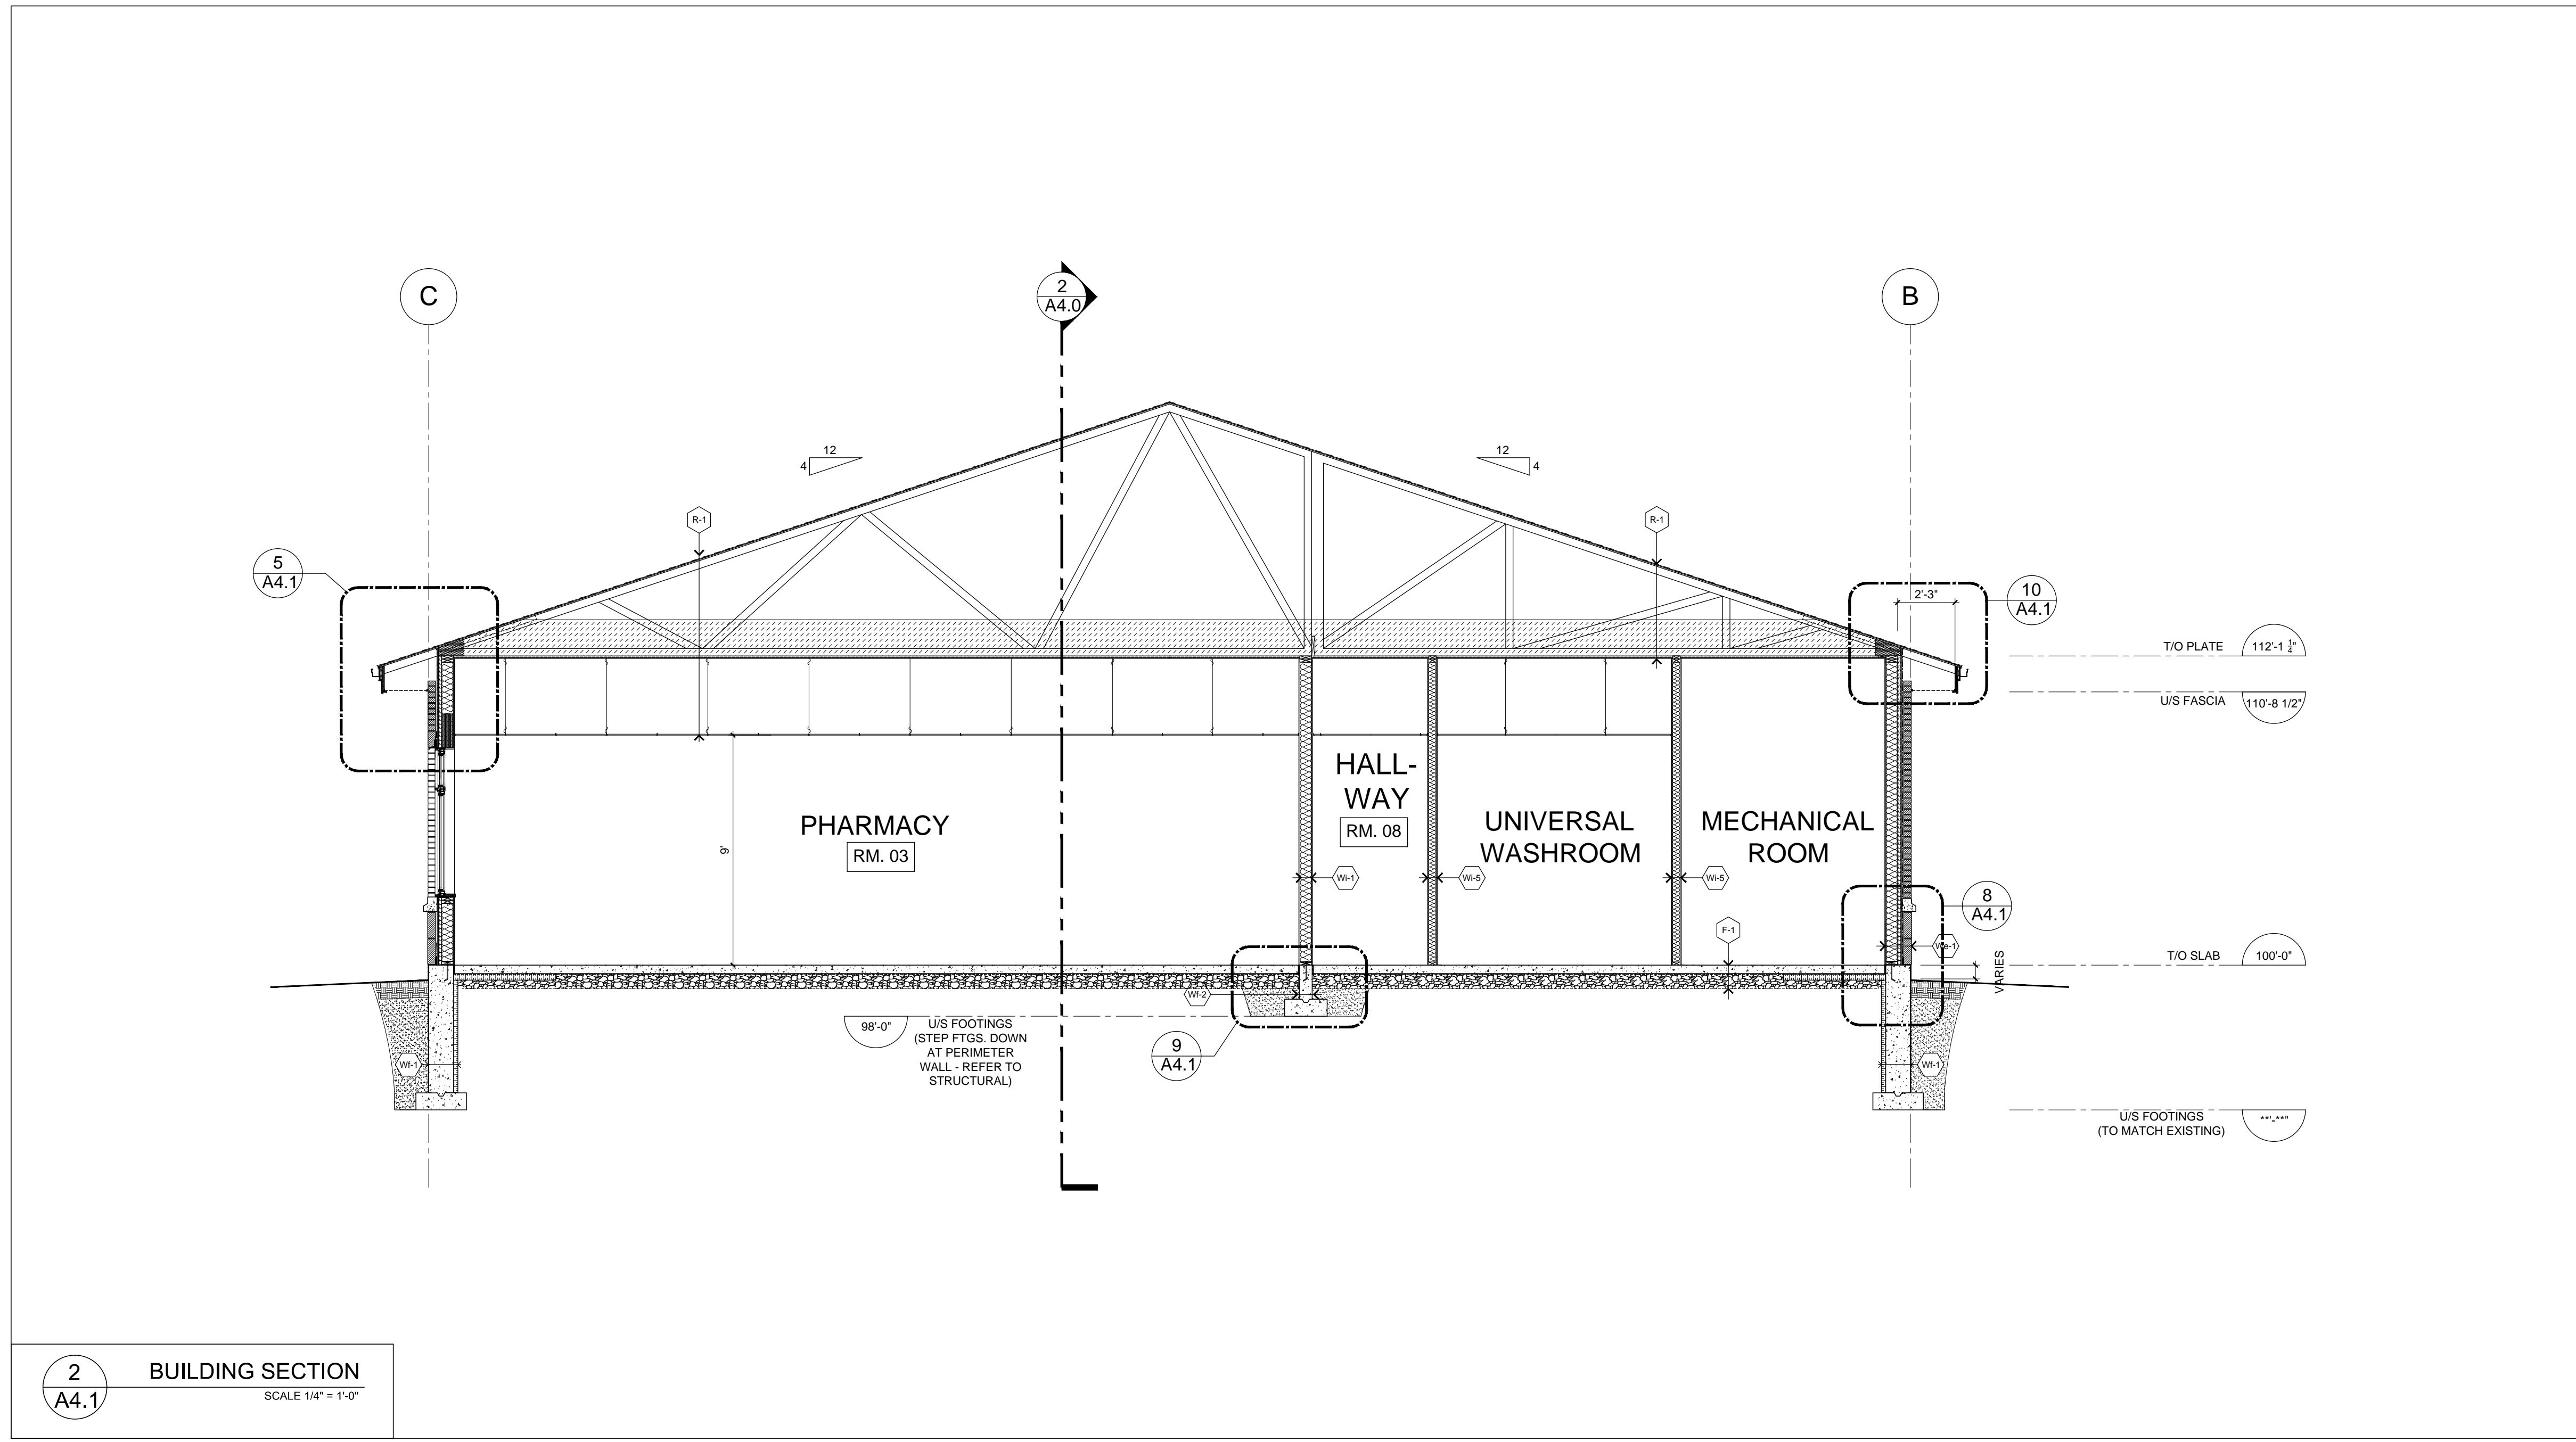 C
2
A4.0
B
12
4
12
4
R-1
R-1
5
A4.1
10
A4.1
2'-3"
T/O PLATE
112'-1 1/4"
U/S FASCIA
110'-8 1/2"
HALL-
WAY
RM. 08
PHARMACY
RM. 03
9'
UNIVERSAL
WASHROOM
MECHANICAL
ROOM
Wi-1
Wi-5
Wi-5
8
A4.1
F-1
We-1
VARIES
T/O SLAB
100'-0"
Wf-2
98'-0"
U/S FOOTINGS
(STEP FTGS. DOWN
AT PERIMETER
WALL - REFER TO
STRUCTURAL)
9
A4.1
Wf-1
Wf-1
U/S FOOTINGS
(TO MATCH EXISTING)
**'-**"
2
A4.1
BUILDING SECTION
SCALE 1/4" = 1'-0"